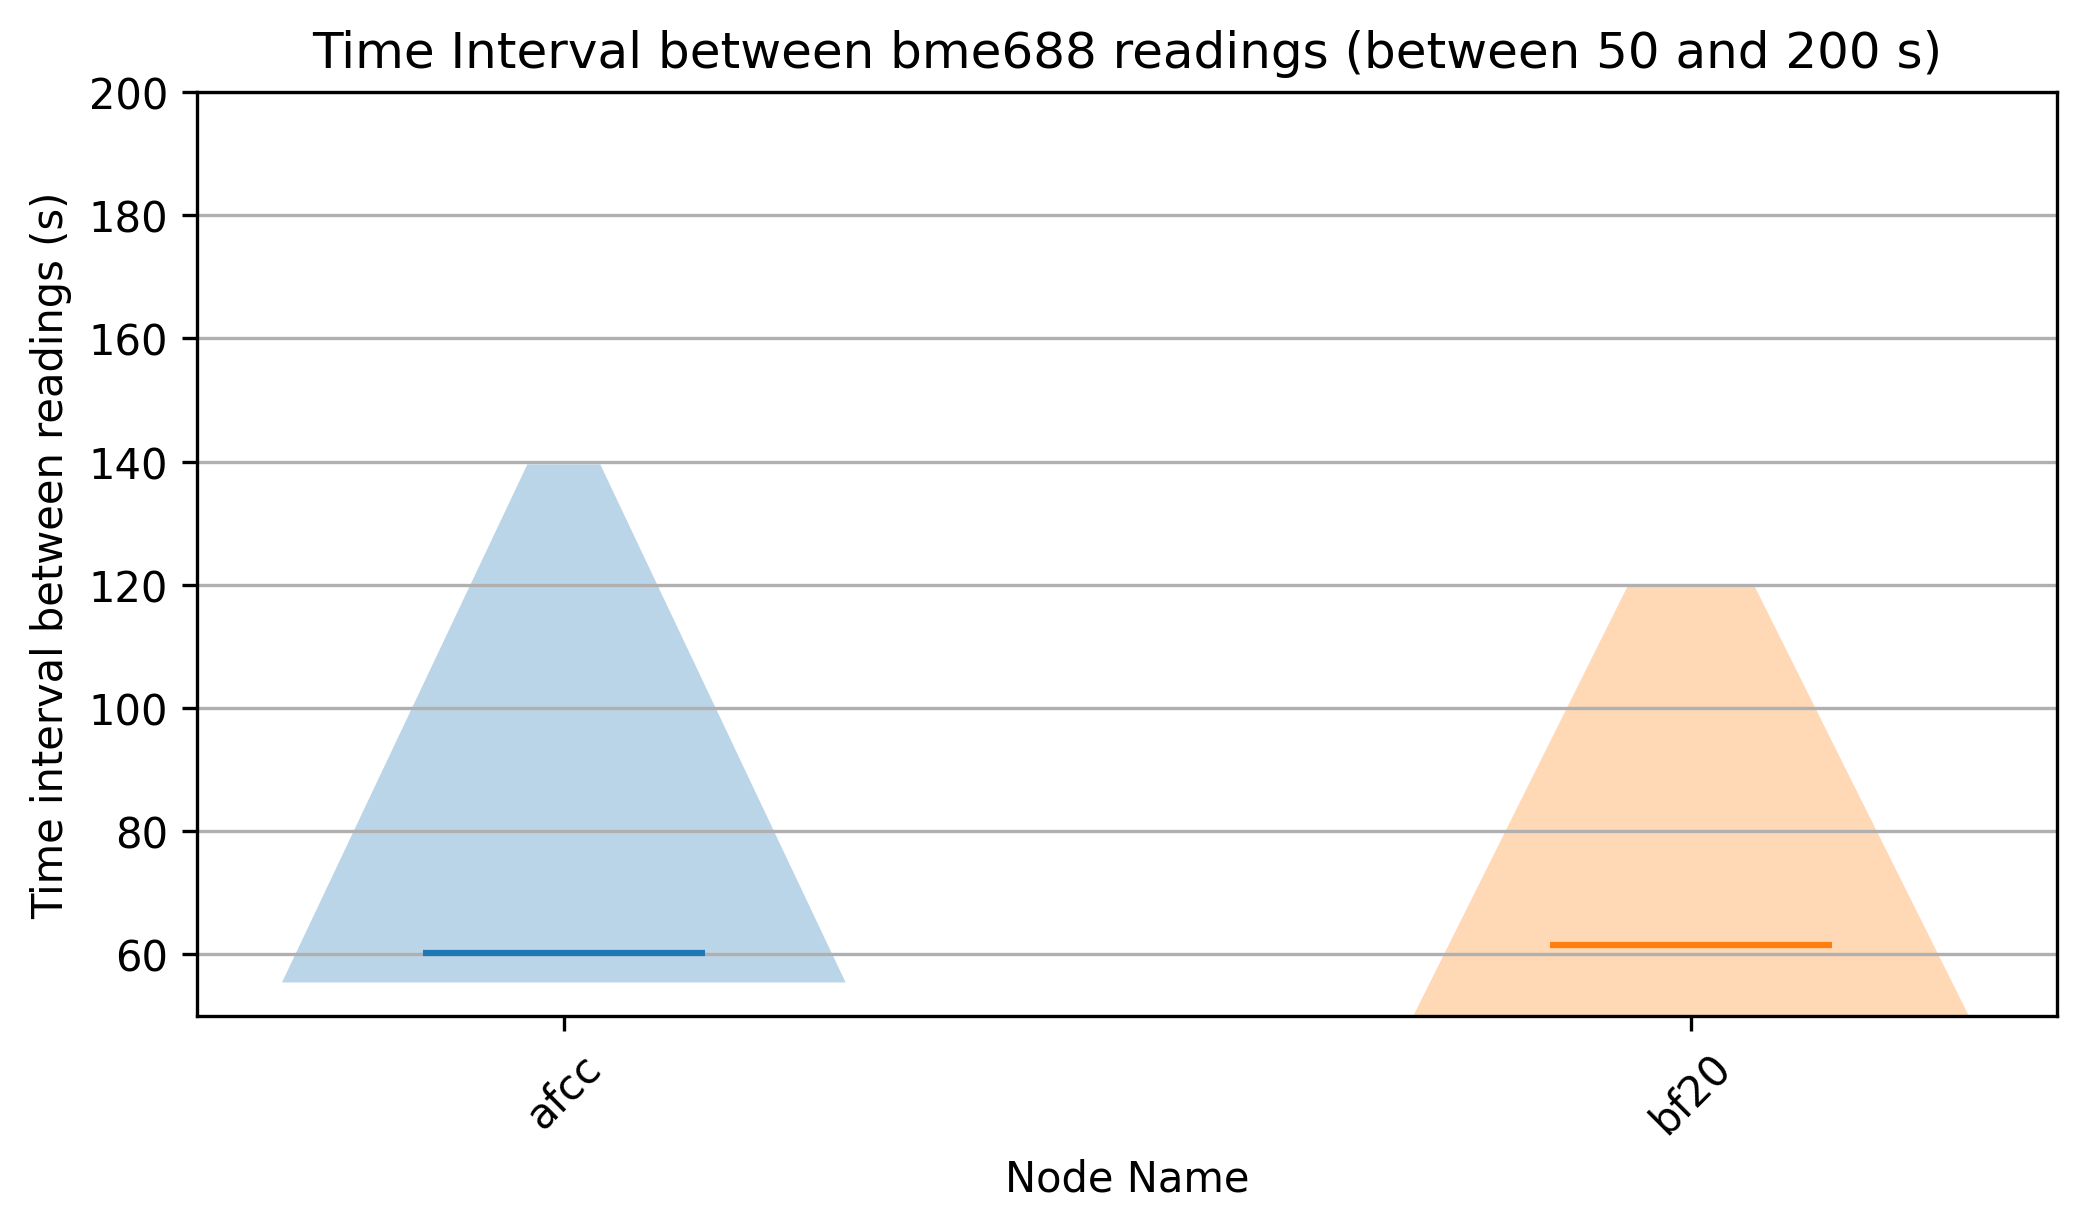 Time Interval between bme688 readings (between 50 and 200 s)
Time interval between readings (s)
200
180
160
140
120
100
80
60
afcc
bf20
Node Name